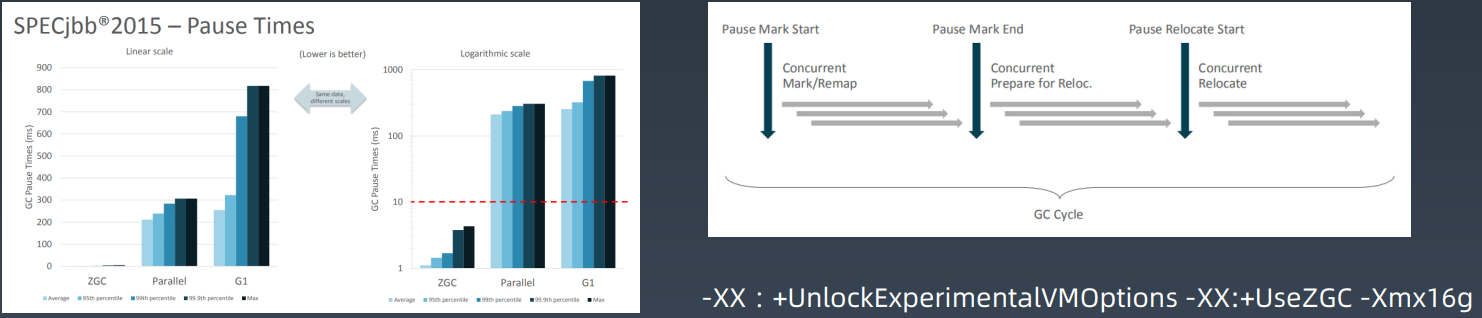 SPECjbb®2015 – Pause Times
Linear scale
(Lower is better)
Logarithmic scale
Same data,
different scales
GC Pause Times (ms)
900
800
700
600
500
400
300
200
100
0
ZGC
Parallel
G1
Average
95th percentile
99th percentile
99.9th percentile
Max
GC Pause Times (ms)
1000
100
10
1
ZGC
Parallel
G1
Average
95th percentile
99th percentile
99.9th percentile
Max
Pause Mark Start
Pause Mark End
Pause Relocate Start
Concurrent
Mark/Remap
Concurrent
Prepare for Reloc.
Concurrent
Relocate
GC Cycle
-XX：+UnlockExperimentalVMOptions -XX:+UseZGC -Xmx16g